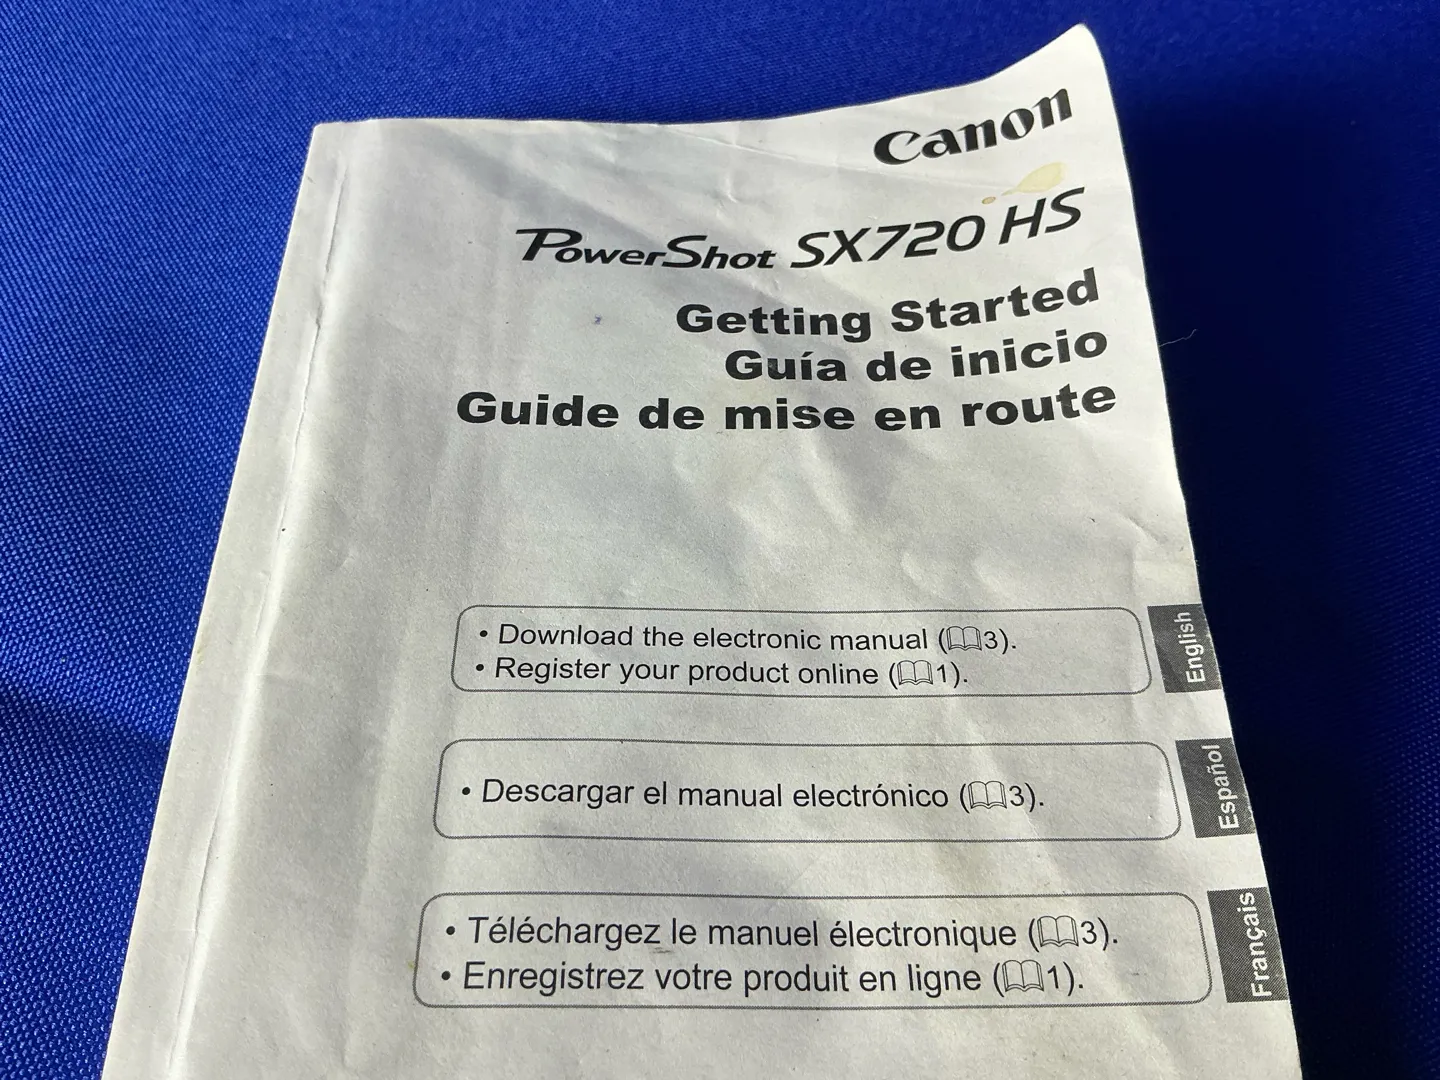 Canon
PowerShot SX720 HS
Getting Started
Guía de inicio
Guide de mise en route
• Download the electronic manual (3).
• Register your product online (1).
English
• Descargar el manual electrónico (3).
Español
• Téléchargez le manuel électronique (3).
• Enregistrez votre produit en ligne (1).
Français